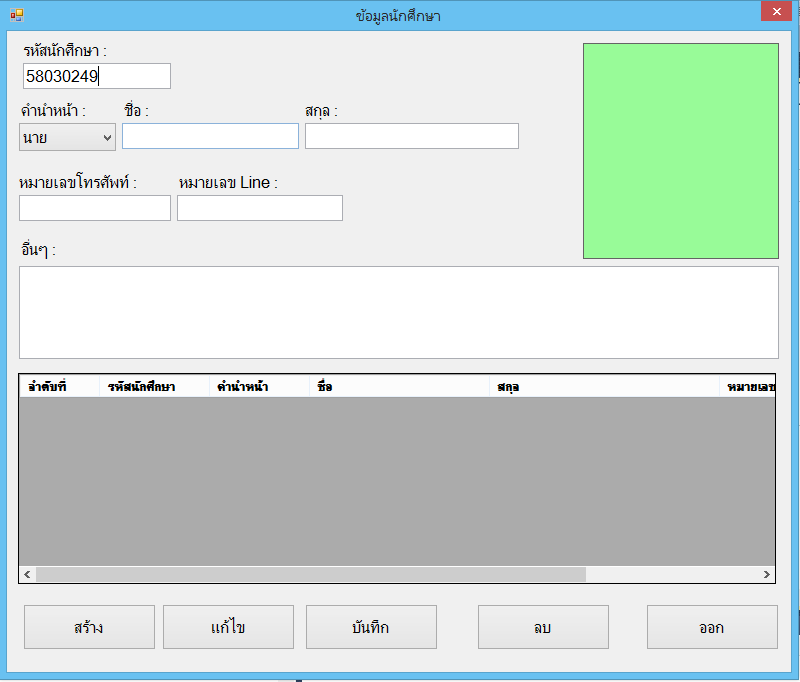 ข้อมูลนักศึกษา
รหัสนักศึกษา :
58030249
คำนำหน้า : ชื่อ : สกุล :
นาย
หมายเลขโทรศัพท์ : หมายเลข Line :
อื่นๆ :
ลำดับที่ รหัสนักศึกษา คำนำหน้า ชื่อ สกุล หมายเลข
สร้าง แก้ไข บันทึก ลบ ออก